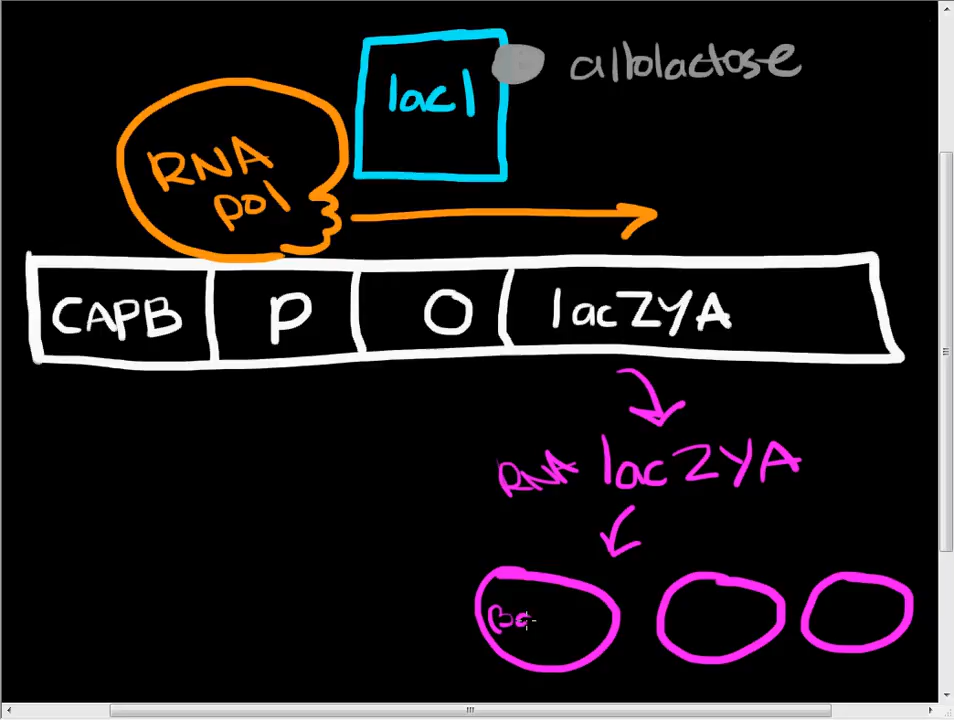 lacI
allolactose
RNA
pol
CAPB P O lacZYA
RNA lacZYA